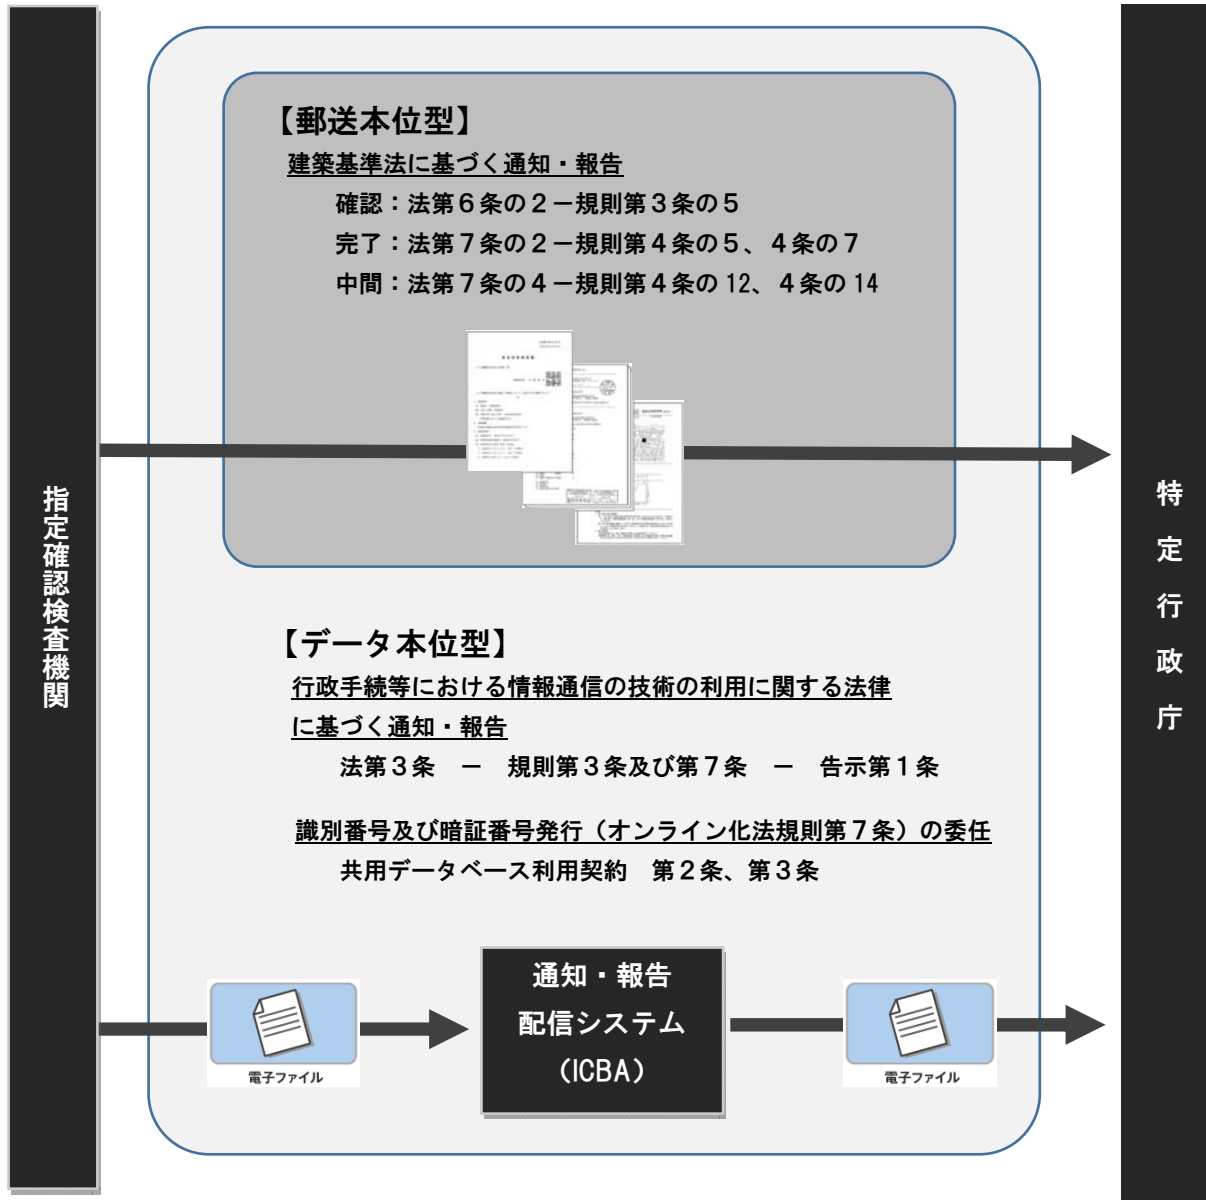 指定確認検査機関
【郵送本位型】
建築基準法に基づく通知・報告
確認：法第６条の２－規則第３条の５
完了：法第７条の２－規則第４条の５、４条の７
中間：法第７条の４－規則第４条の 12、４条の 14
【データ本位型】
行政手続等における情報通信の技術の利用に関する法律
に基づく通知・報告
法第３条　－　規則第３条及び第７条　－　告示第１条
識別番号及び暗証番号発行（オンライン化法規則第７条）の委任
共用データベース利用契約　第２条、第３条
電子ファイル
通知・報告
配信システム
（ICBA）
電子ファイル
特定行政庁